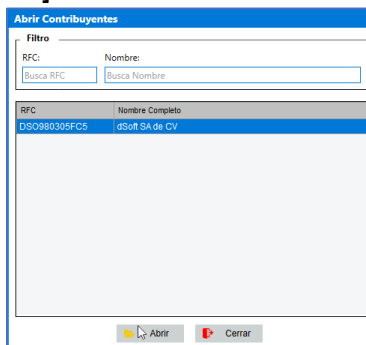 Abrir Contribuyentes
Filtro
RFC: Nombre:
Busca RFC Busca Nombre
RFC Nombre Completo
DSO980305FC5 dSoft SA de CV
Abrir Cerrar